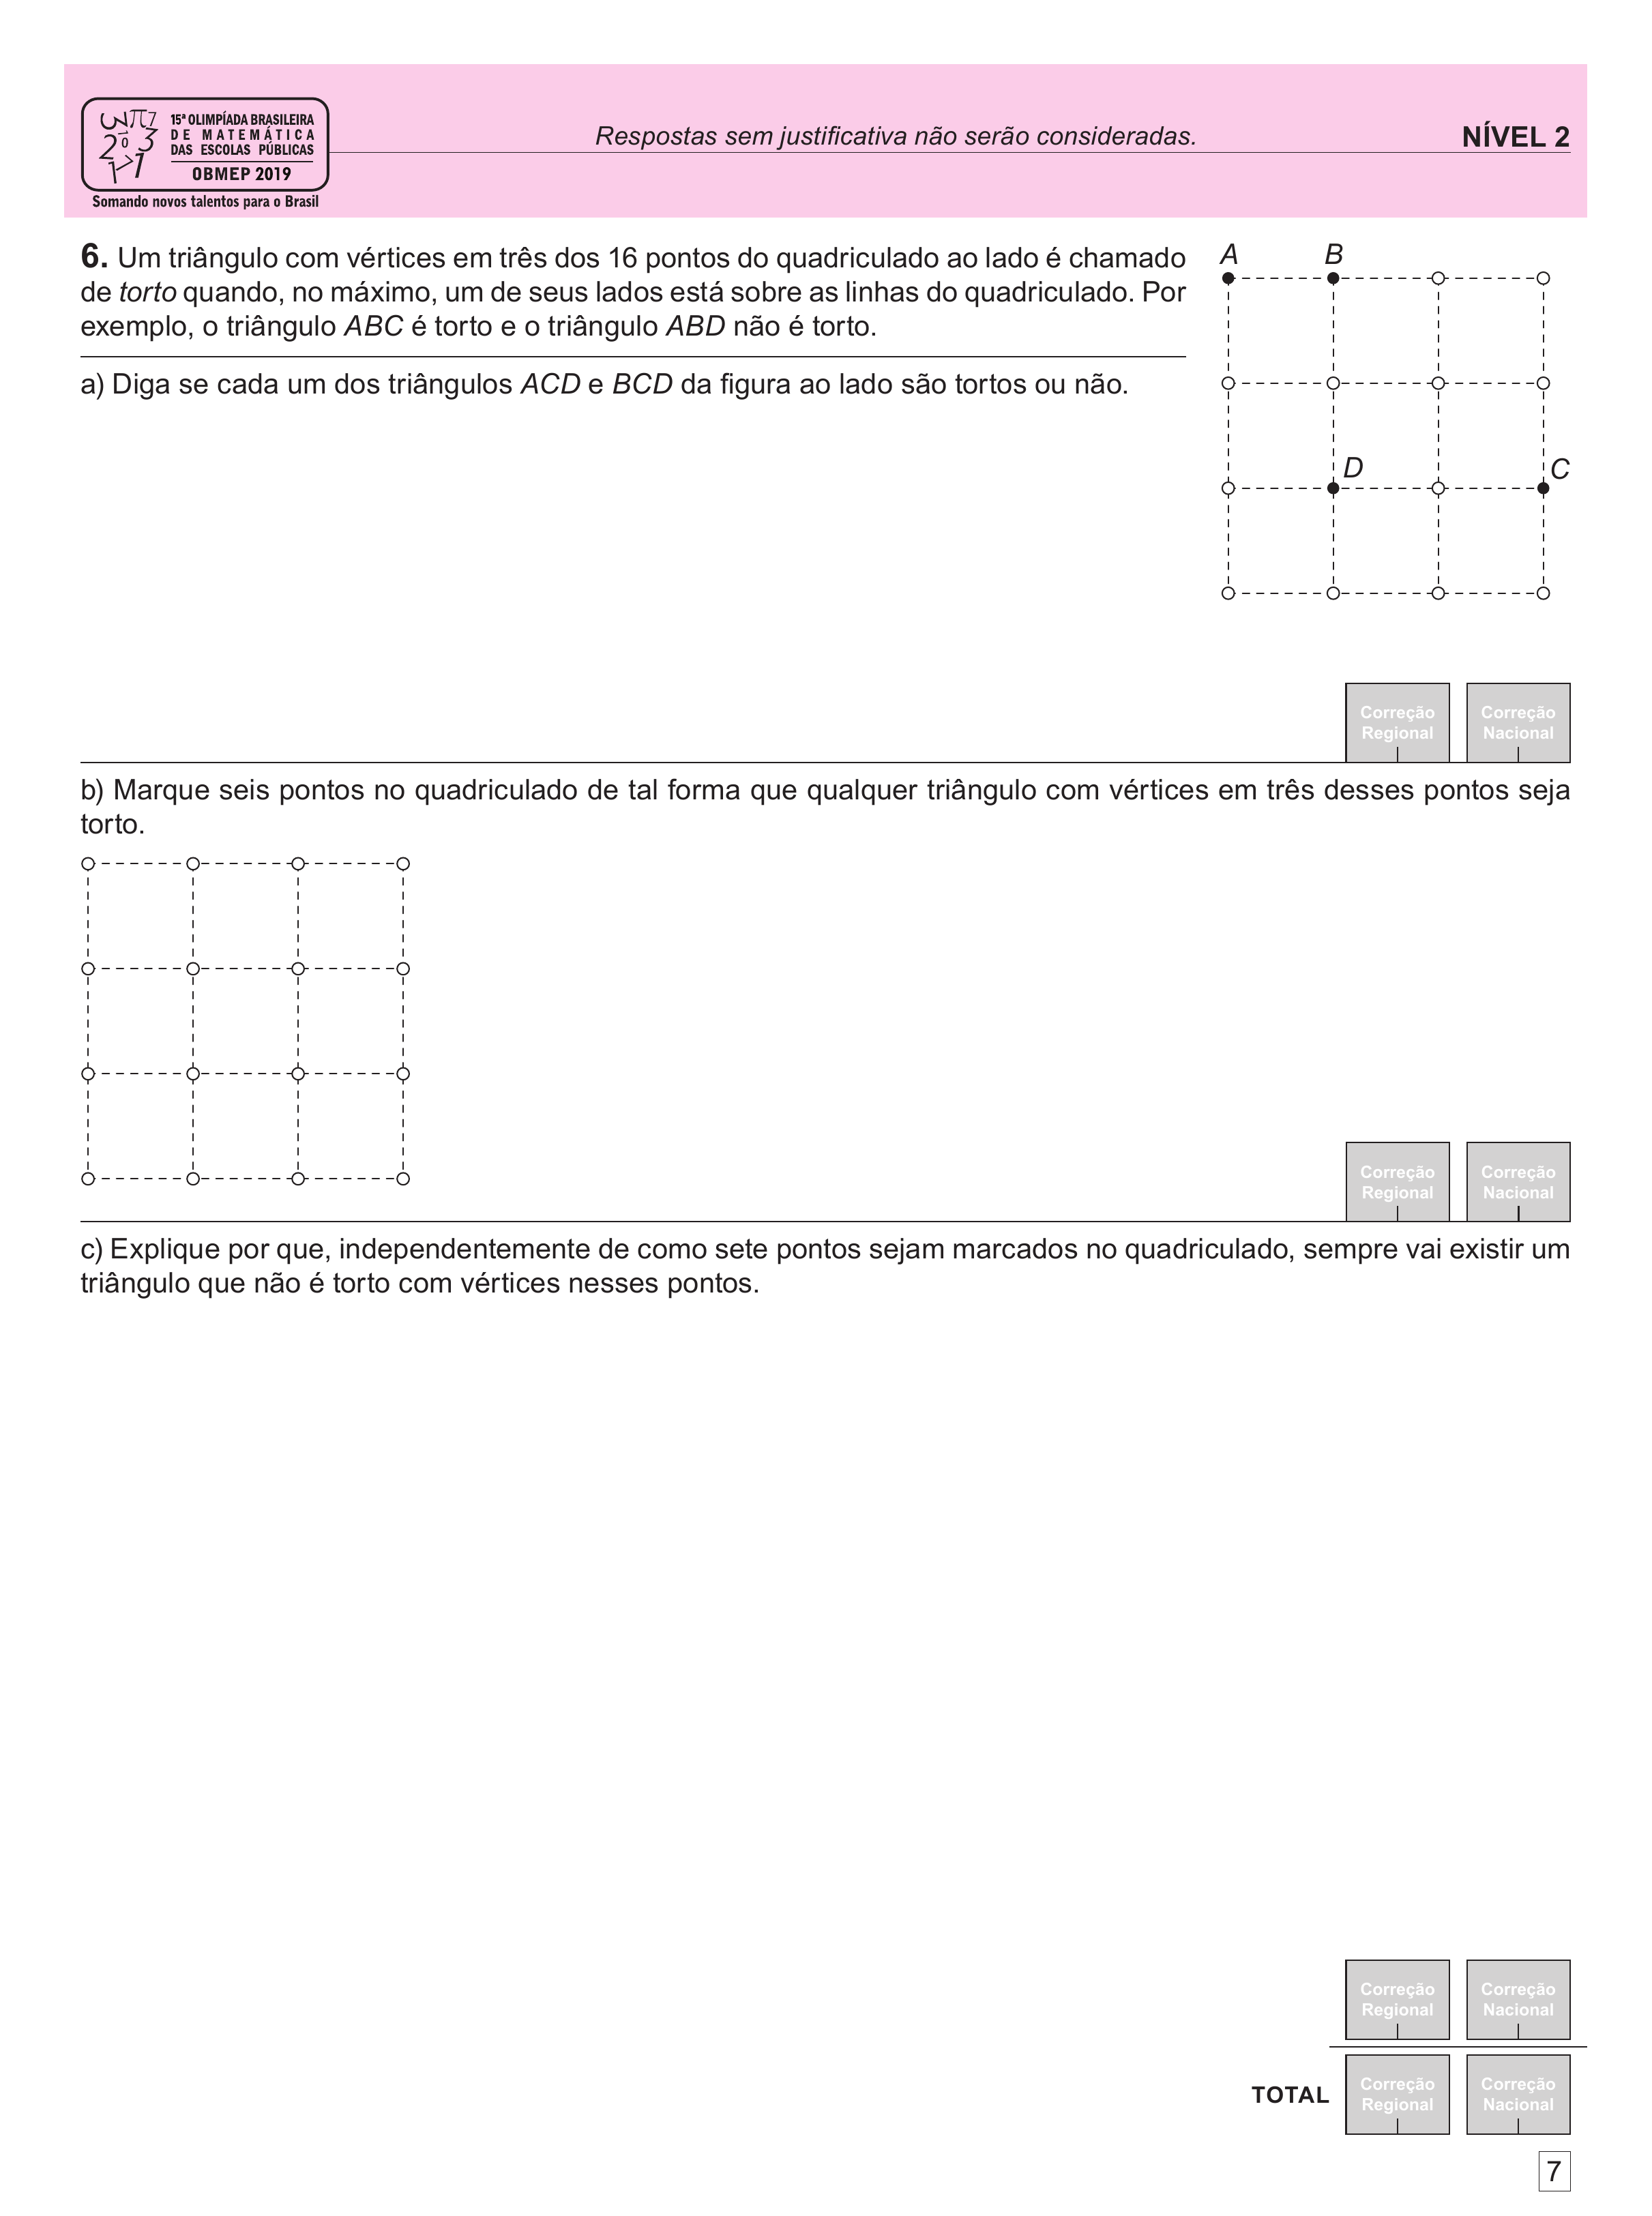 15ª OLIMPÍADA BRASILEIRA
DE MATEMÁTICA
DAS ESCOLAS PÚBLICAS
OBMEP 2019
Somando novos talentos para o Brasil
Respostas sem justificativa não serão consideradas.
NÍVEL 2
6. Um triângulo com vértices em três dos 16 pontos do quadriculado ao lado é chamado
de torto quando, no máximo, um de seus lados está sobre as linhas do quadriculado. Por
exemplo, o triângulo ABC é torto e o triângulo ABD não é torto.
a) Diga se cada um dos triângulos ACD e BCD da figura ao lado são tortos ou não.
A B
D C
Correção Regional
Correção Nacional
b) Marque seis pontos no quadriculado de tal forma que qualquer triângulo com vértices em três desses pontos seja
torto.
Correção Regional
Correção Nacional
c) Explique por que, independentemente de como sete pontos sejam marcados no quadriculado, sempre vai existir um
triângulo que não é torto com vértices nesses pontos.
Correção Regional
Correção Nacional
TOTAL
Correção Regional
Correção Nacional
7